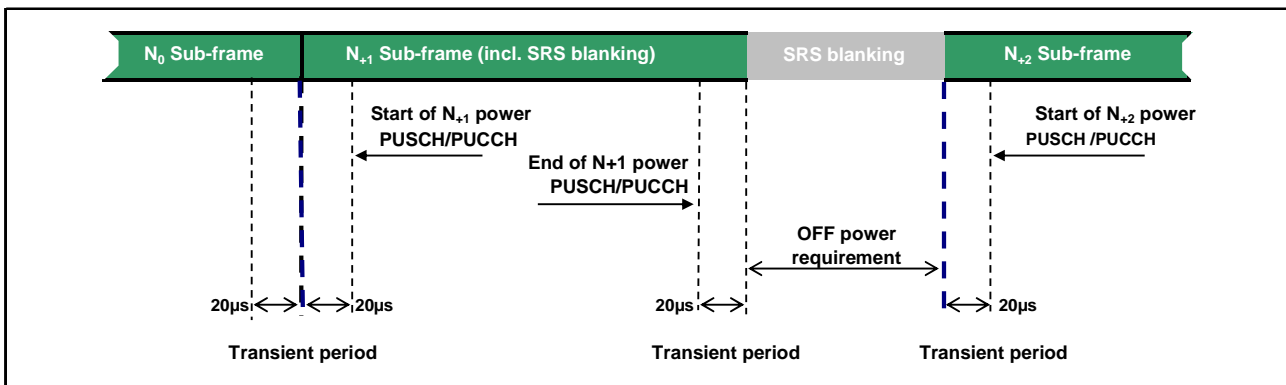 N₀ Sub-frame
N₊₁ Sub-frame (incl. SRS blanking)
SRS blanking
N₊₂ Sub-frame
Start of N₊₁ power
PUSCH/PUCCH
End of N+1 power
PUSCH/PUCCH
Start of N₊₂ power
PUSCH /PUCCH
OFF power
requirement
20µs
20µs
20µs
20µs
Transient period
Transient period
Transient period